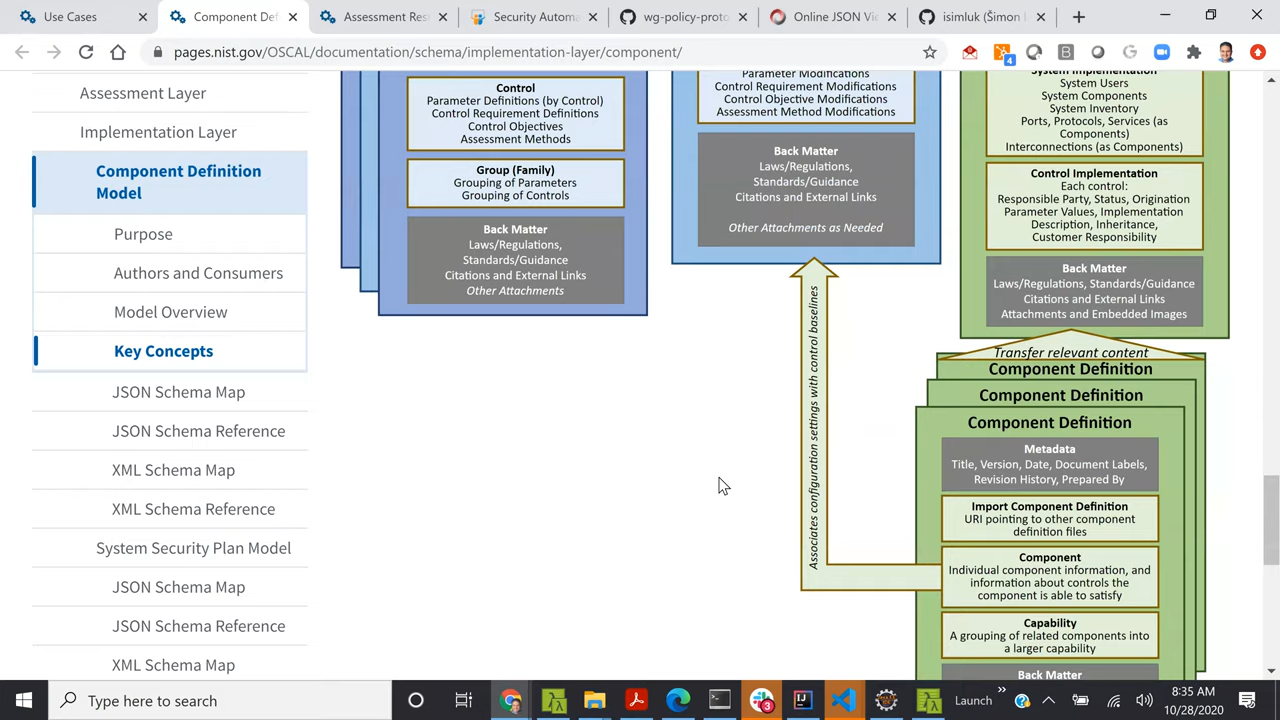 Use Cases
Component Def
Assessment Res
Security Automa
wg-policy-proto
Online JSON Vi
isimluk (Šimon
pages.nist.gov/OSCAL/documentation/schema/implementation-layer/component/
4
Assessment Layer
Implementation Layer
Component Definition
Model
Purpose
Authors and Consumers
Model Overview
Key Concepts
JSON Schema Map
JSON Schema Reference
XML Schema Map
XML Schema Reference
System Security Plan Model
JSON Schema Map
JSON Schema Reference
XML Schema Map
Control
Parameter Definitions (by Control)
Control Requirement Definitions
Control Objectives
Assessment Methods
Group (Family)
Grouping of Parameters
Grouping of Controls
Back Matter
Laws/Regulations,
Standards/Guidance
Citations and External Links
Other Attachments
Parameter Modifications
Control Requirement Modifications
Control Objective Modifications
Assessment Method Modifications
Back Matter
Laws/Regulations,
Standards/Guidance
Citations and External Links
Other Attachments as Needed
Associates configuration settings with control baselines
System Implementation
System Users
System Components
System Inventory
Ports, Protocols, Services (as
Components)
Interconnections (as Components)
Control Implementation
Each control:
Responsible Party, Status, Origination
Parameter Values, Implementation
Description, Inheritance,
Customer Responsibility
Back Matter
Laws/Regulations, Standards/Guidance
Citations and External Links
Attachments and Embedded Images
Transfer relevant content
Component Definition
Component Definition
Component Definition
Metadata
Title, Version, Date, Document Labels,
Revision History, Prepared By
Import Component Definition
URI pointing to other component
definition files
Component
Individual component information, and
information about controls the
component is able to satisfy
Capability
A grouping of related components into
a larger capability
Back Matter
Type here to search
3
Launch
8:35 AM
10/28/2020